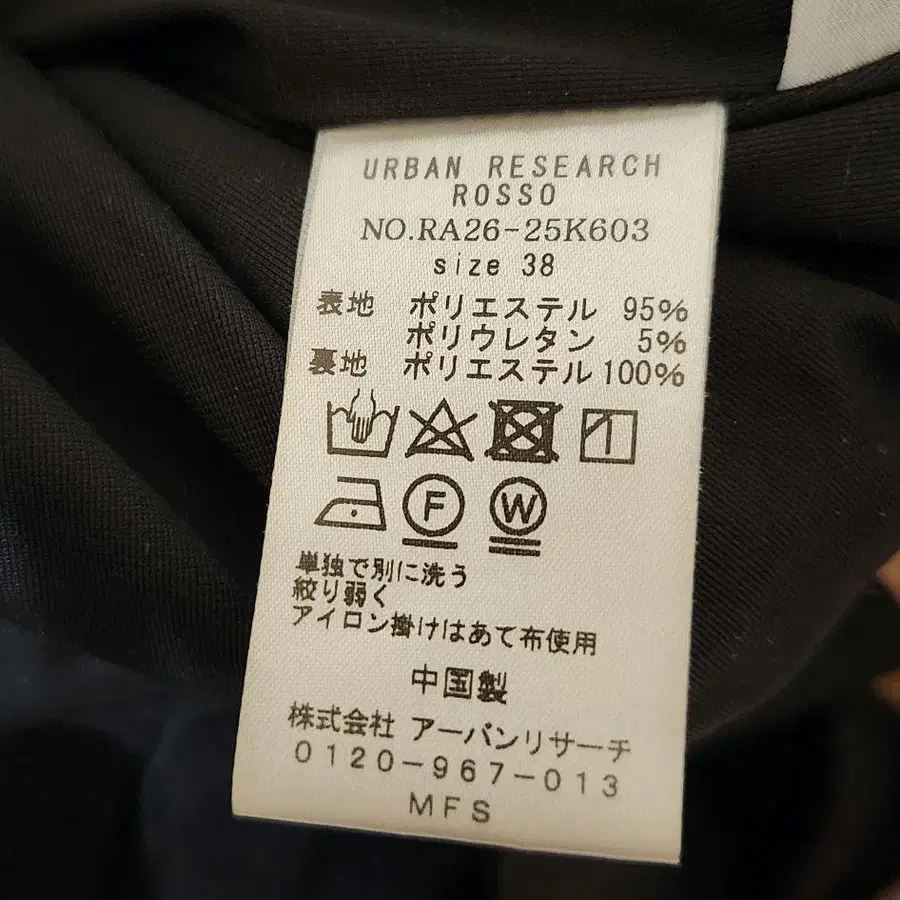 URBAN RESEARCH
ROSSO
NO.RA26-25K603
size 38
表地 ポリエステル 95%
ポリウレタン 5%
裏地 ポリエステル 100%
F W
単独で別に洗う
絞り弱く
アイロン掛けはあて布使用
中国製
株式会社 アーバンリサーチ
0120-967-013
MFS